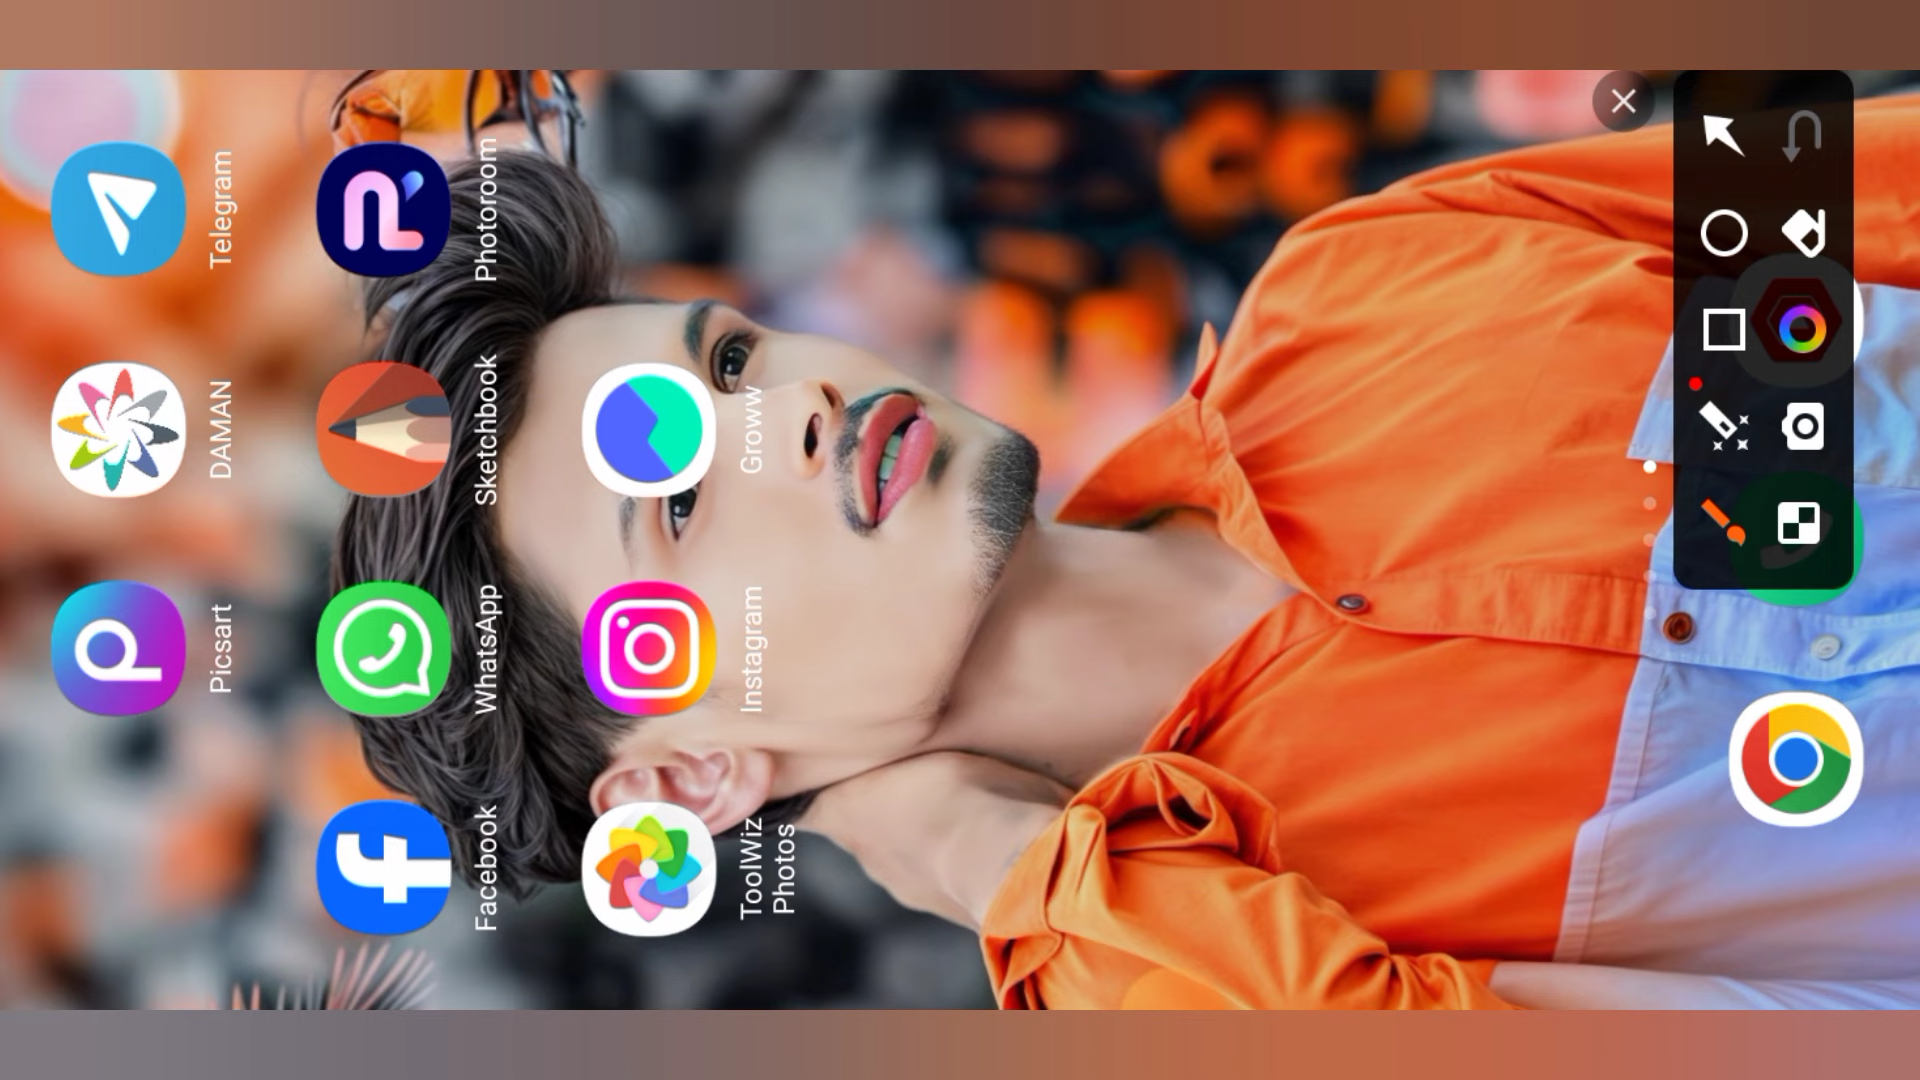 Facebook
ToolWiz
Photos
Picsart
WhatsApp
Instagram
DAMAN
Sketchbook
Groww
Telegram
Photoroom